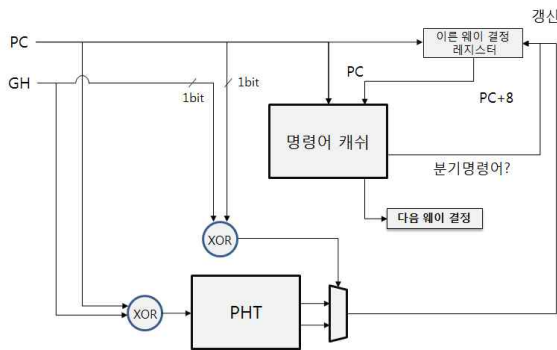 갱신
PC
이른 웨이 결정
레지스터
GH
1bit
1bit
PC
PC+8
명령어 캐쉬
분기명령어?
다음 웨이 결정
XOR
XOR
PHT